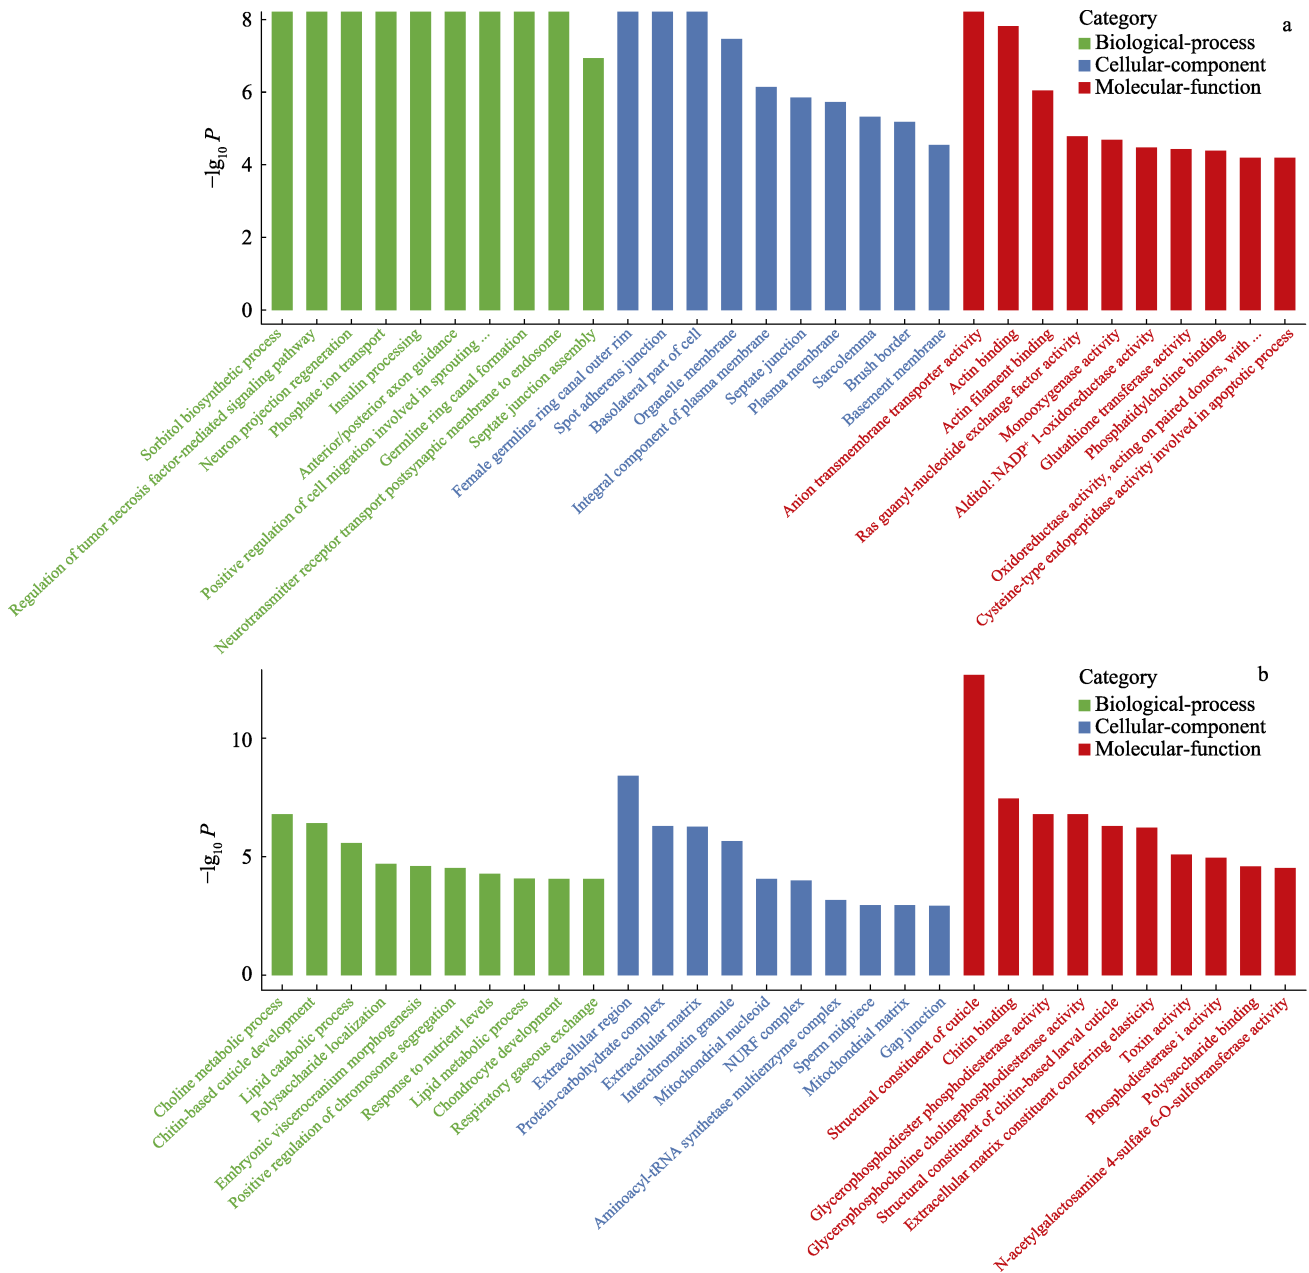 8
6
4
2
0
−lg10 P
Category
Biological-process
Cellular-component
Molecular-function
a
Sorbitol biosynthetic process
Regulation of tumor necrosis factor-mediated signaling pathway
Neuron projection regeneration
Phosphate ion transport
Insulin processing
Anterior/posterior axon guidance
Positive regulation of cell migration involved in sprouting ...
Germline ring canal formation
Neurotransmitter receptor transport postsynaptic membrane to endosome
Septate junction assembly
Female germline ring canal outer rim
Spot adherens junction
Basolateral part of cell
Organelle membrane
Integral component of plasma membrane
Septate junction
Plasma membrane
Sarcolemma
Brush border
Basement membrane
Anion transmembrane transporter activity
Actin binding
Actin filament binding
Ras guanyl-nucleotide exchange factor activity
Monooxygenase activity
Alditol: NADP+ 1-oxidoreductase activity
Glutathione transferase activity
Phosphatidylcholine binding
Oxidoreductase activity, acting on paired donors, with ...
Cysteine-type endopeptidase activity involved in apoptotic process
10
5
0
−lg10 P
Category
Biological-process
Cellular-component
Molecular-function
b
Choline metabolic process
Chitin-based cuticle development
Lipid catabolic process
Polysaccharide localization
Embryonic viscerocranium morphogenesis
Positive regulation of chromosome segregation
Response to nutrient levels
Lipid metabolic process
Chondrocyte development
Respiratory gaseous exchange
Extracellular region
Protein-carbohydrate complex
Extracellular matrix
Interchromatin granule
Mitochondrial nucleoid
NURF complex
Aminoacyl-tRNA synthetase multienzyme complex
Sperm midpiece
Mitochondrial matrix
Gap junction
Structural constituent of cuticle
Chitin binding
Glycerophosphodiester phosphodiesterase activity
Glycerophosphocholine cholinephosphodiesterase activity
Structural constituent of chitin-based larval cuticle
Extracellular matrix constituent conferring elasticity
Toxin activity
Phosphodiesterase i activity
Polysaccharide binding
N-acetylgalactosamine 4-sulfate 6-O-sulfotransferase activity